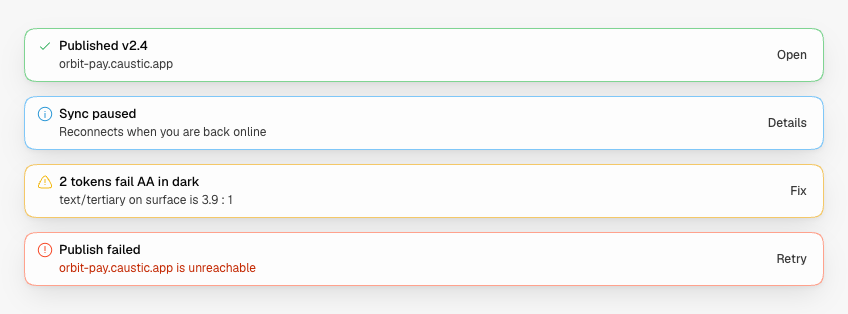 Published v2.4
orbit-pay.caustic.app
Open
Sync paused
Reconnects when you are back online
Details
2 tokens fail AA in dark
text/tertiary on surface is 3.9 : 1
Fix
Publish failed
orbit-pay.caustic.app is unreachable
Retry